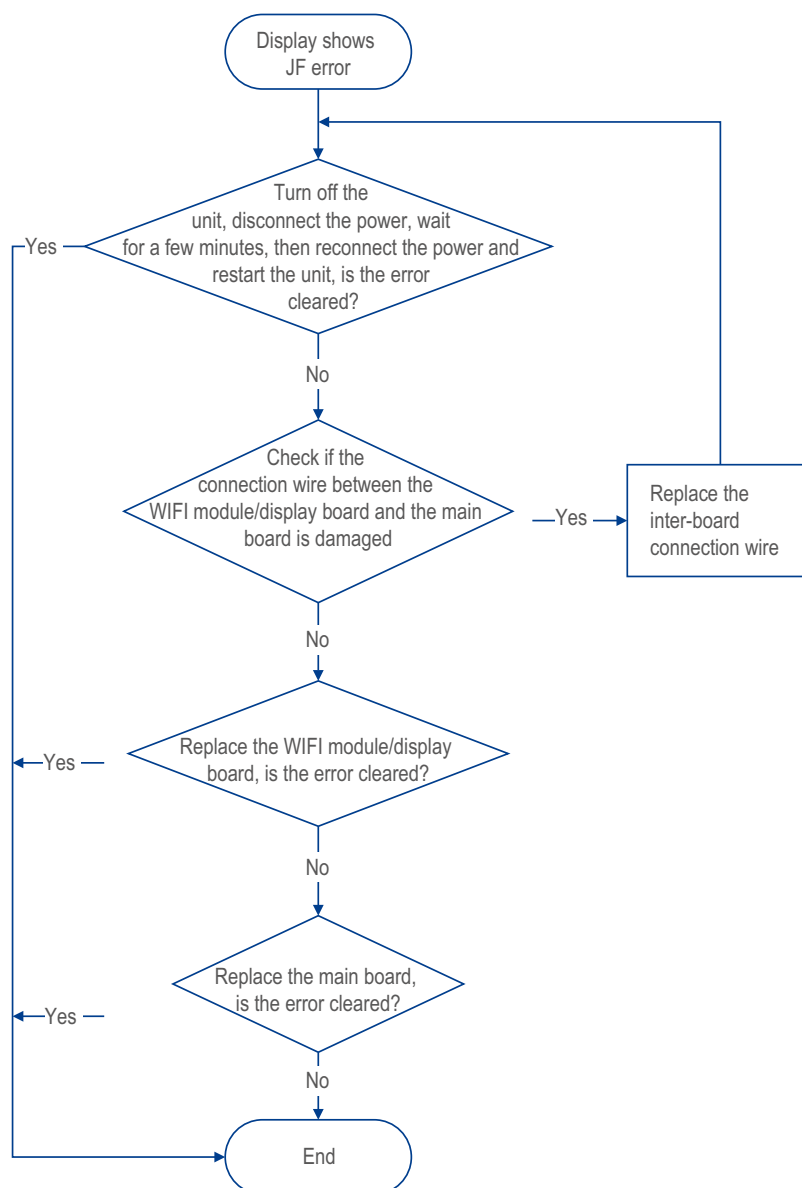 Display shows
JF error
Turn off the
unit, disconnect the power, wait
for a few minutes, then reconnect the power and
restart the unit, is the error
cleared?
Yes
No
Check if the
connection wire between the
WIFI module/display board and the main
board is damaged
Yes
Replace the
inter-board
connection wire
No
Replace the WIFI module/display
board, is the error cleared?
Yes
No
Replace the main board,
is the error cleared?
Yes
No
End